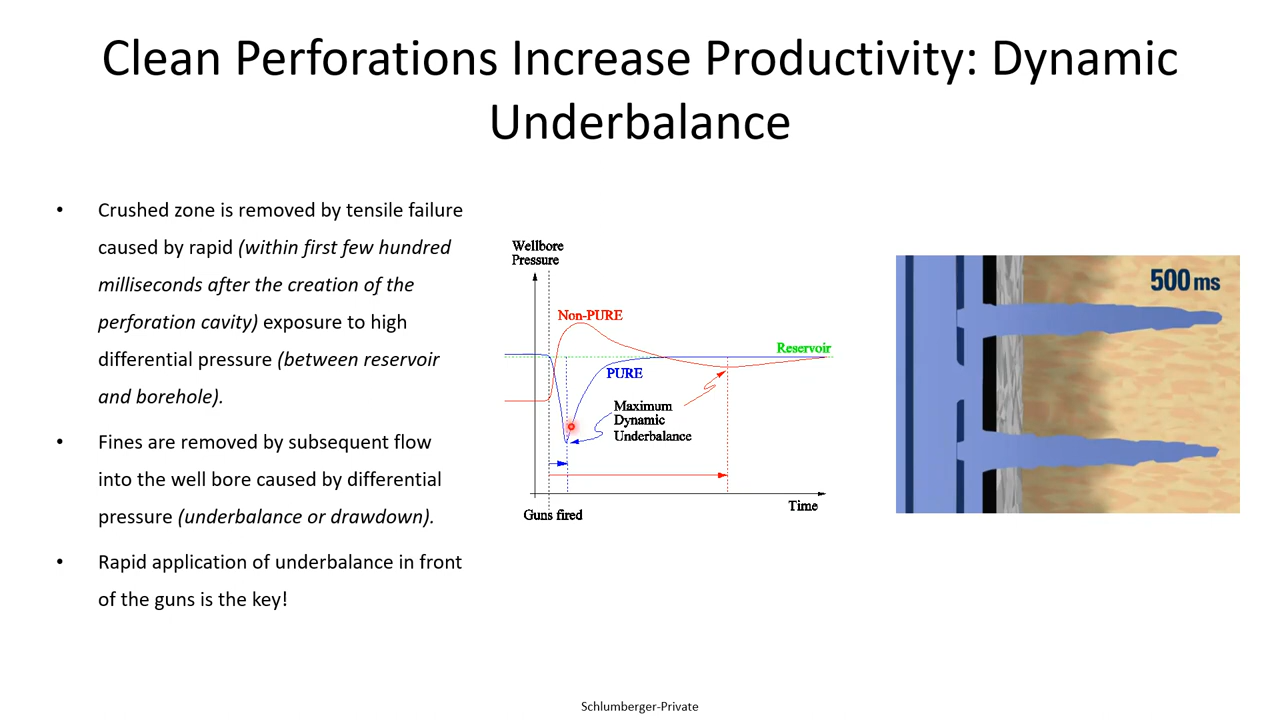 Clean Perforations Increase Productivity: Dynamic
Underbalance
• Crushed zone is removed by tensile failure
caused by rapid (within first few hundred
milliseconds after the creation of the
perforation cavity) exposure to high
differential pressure (between reservoir
and borehole).
• Fines are removed by subsequent flow
into the well bore caused by differential
pressure (underbalance or drawdown).
• Rapid application of underbalance in front
of the guns is the key!
Wellbore
Pressure
Non-PURE
Reservoir
PURE
Maximum
Dynamic
Underbalance
Time
Guns fired
500 ms
Schlumberger-Private